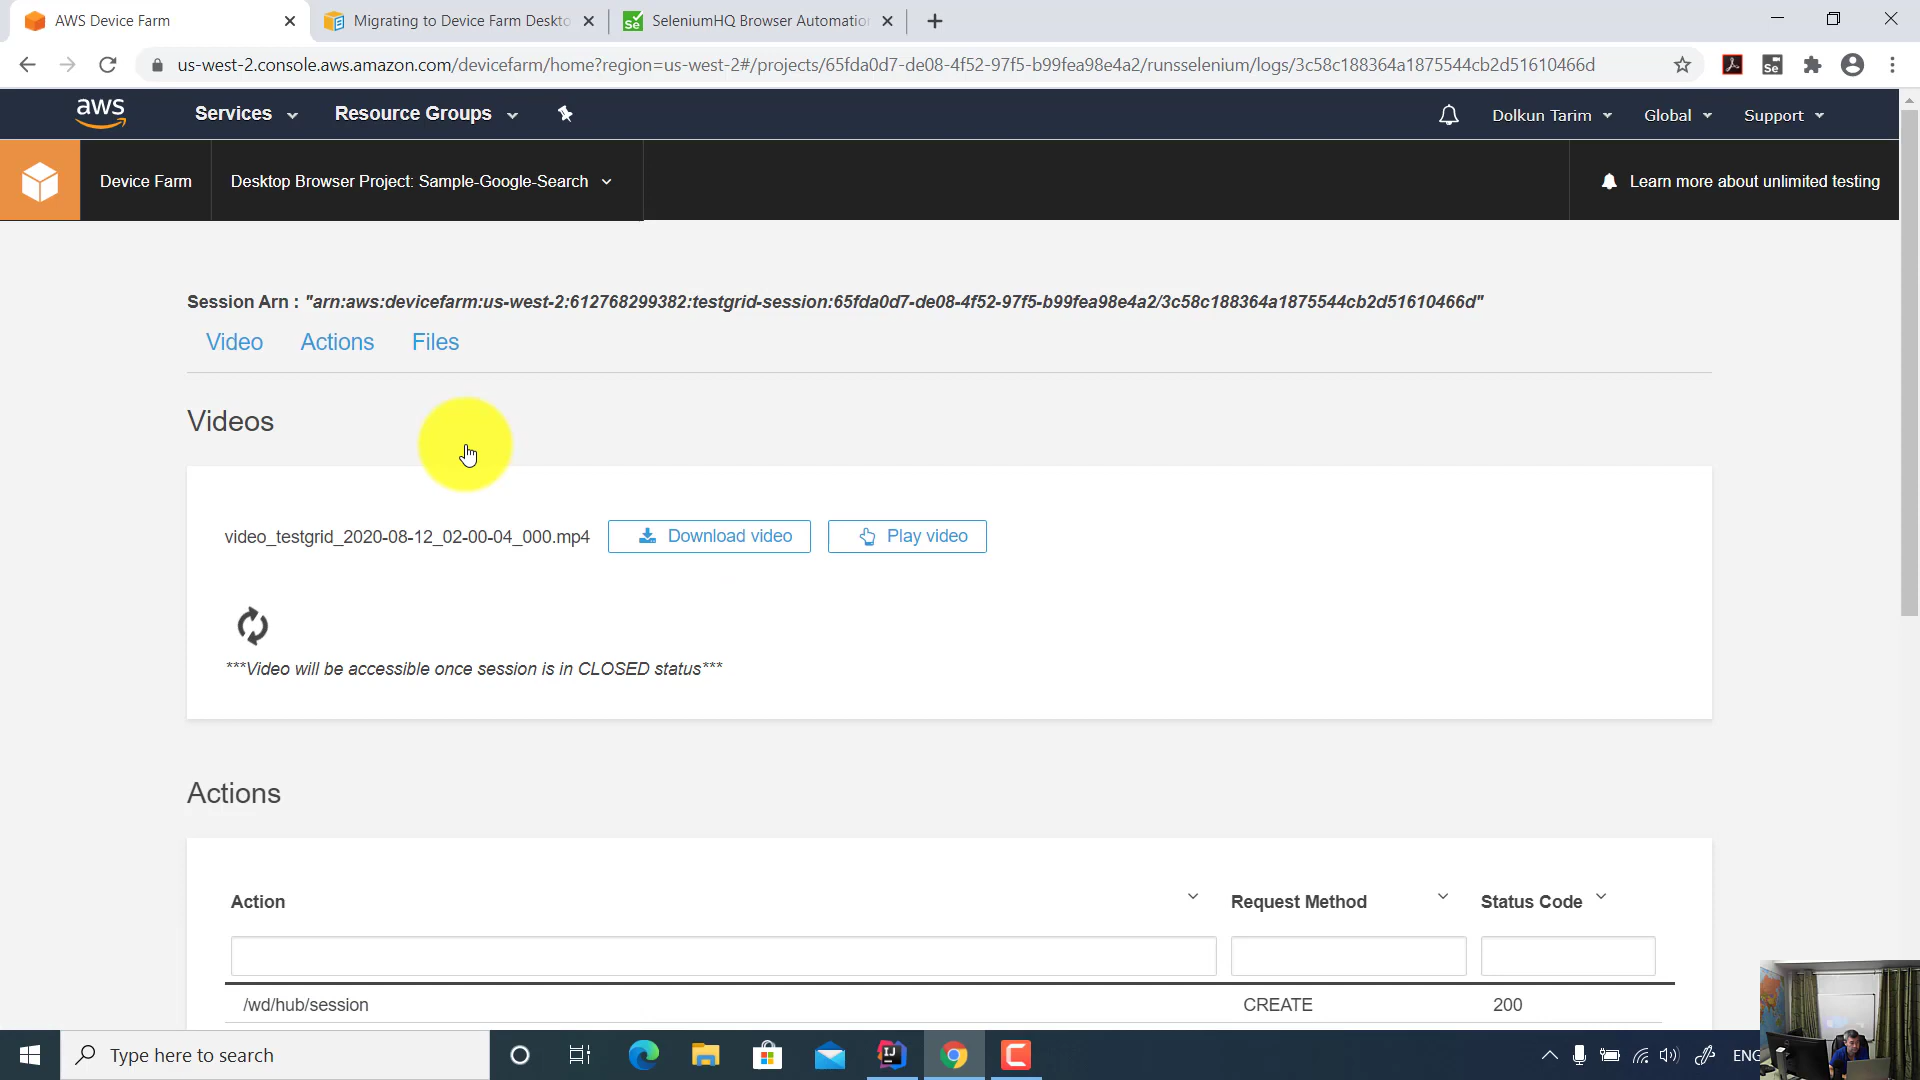 AWS Device Farm
Migrating to Device Farm Deskto
SeleniumHQ Browser Automatio
us-west-2.console.aws.amazon.com/devicefarm/home?region=us-west-2#/projects/65fda0d7-de08-4f52-97f5-b99fea98e4a2/runsselenium/logs/3c58c188364a1875544cb2d51610466d
aws
Services
Resource Groups
Dolkun Tarim
Global
Support
Device Farm
Desktop Browser Project: Sample-Google-Search
Learn more about unlimited testing
Session Arn : "arn:aws:devicefarm:us-west-2:612768299382:testgrid-session:65fda0d7-de08-4f52-97f5-b99fea98e4a2/3c58c188364a1875544cb2d51610466d"
Video
Actions
Files
Videos
video_testgrid_2020-08-12_02-00-04_000.mp4
Download video
Play video
***Video will be accessible once session is in CLOSED status***
Actions
Action
Request Method
Status Code
/wd/hub/session
CREATE
200
Type here to search
ENG